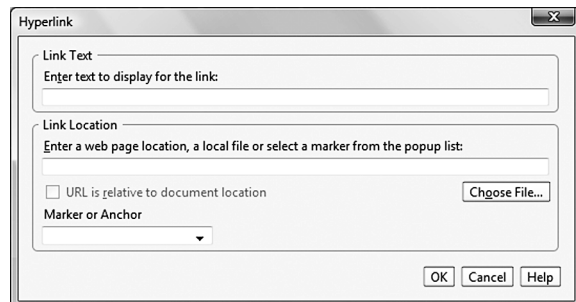 Hyperlink
Link Text
Enter text to display for the link:
Link Location
Enter a web page location, a local file or select a marker from the popup list:
URL is relative to document location
Choose File...
Marker or Anchor
OK Cancel Help